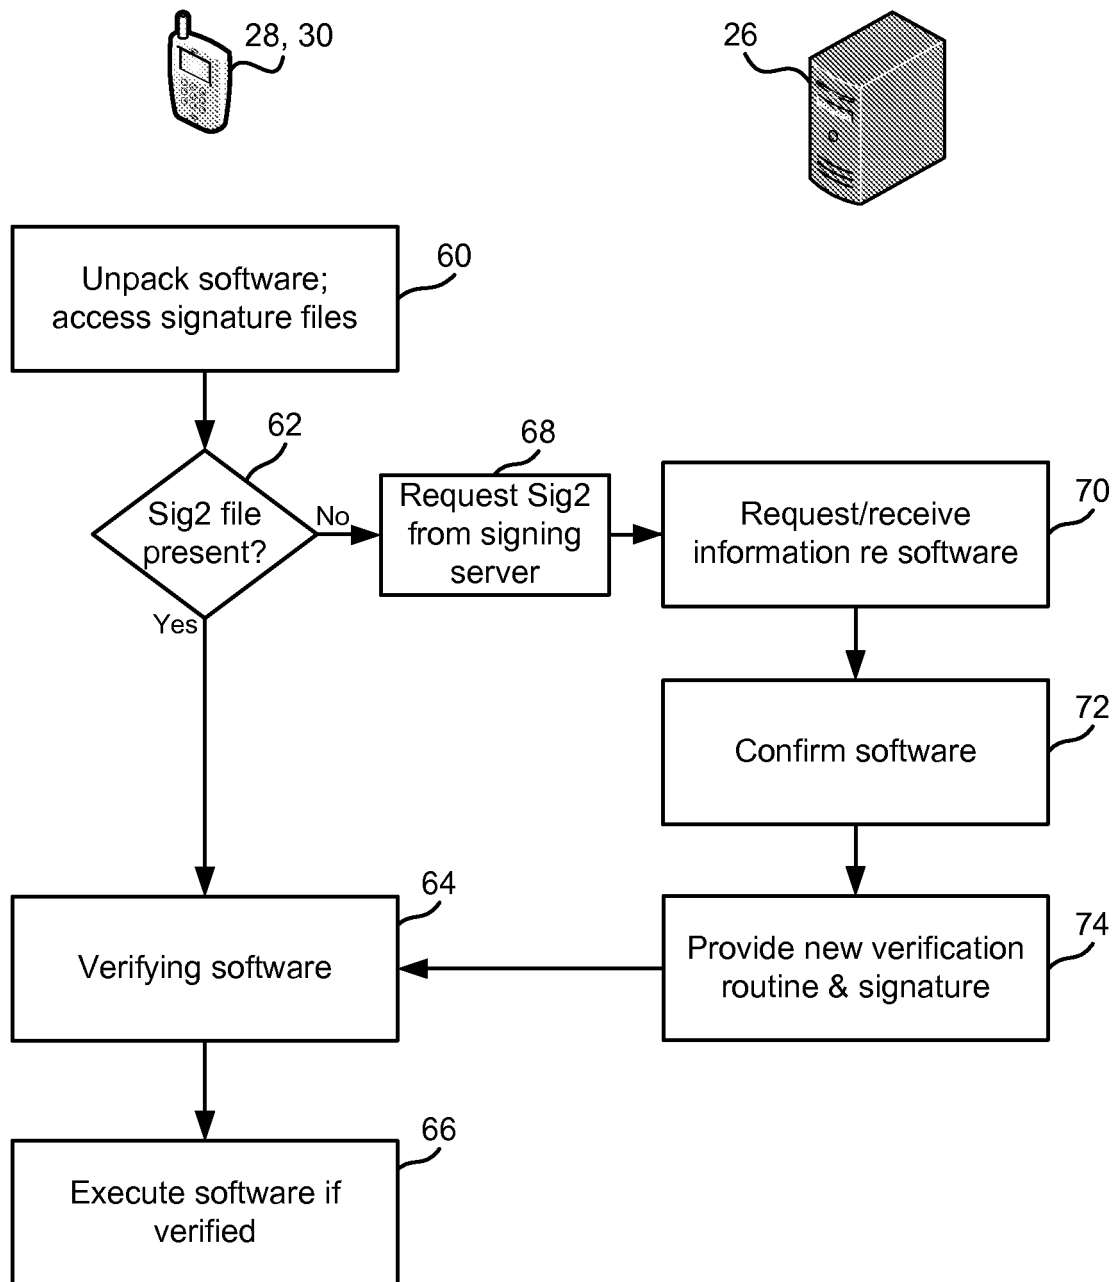 28, 30
26
Unpack software;
access signature files
60
62
Sig2 file
present?
No
Yes
68
Request Sig2
from signing
server
Request/receive
information re software
70
Confirm software
72
Verifying software
64
Provide new verification
routine & signature
74
Execute software if
verified
66